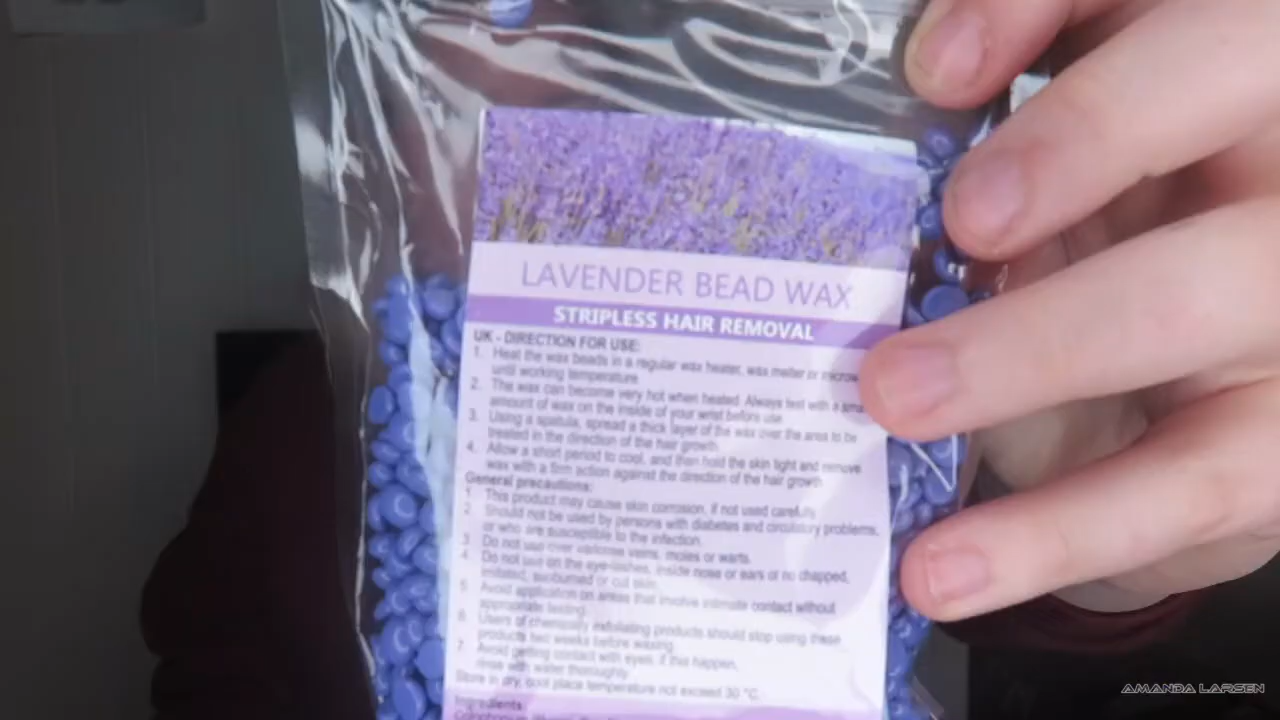 LAVENDER BEAD WAX
STRIPLESS HAIR REMOVAL
UK - DIRECTION FOR USE:
1. Heat the wax beads in a regular wax heater, wax melter or microw
until working temperature.
2. The wax can become very hot when heated. Always test with a sma
amount of wax on the inside of your wrist before use.
3. Using a spatula, spread a thick layer of the wax over the area to be
treated in the direction of the hair growth.
4. Allow a short period to cool, and then hold the skin tight and remove
wax with a firm action against the direction of the hair growth.
General precautions:
1. This product may cause skin corrosion, if not used carefully.
2. Should not be used by persons with diabetes and circulatory problems,
or who are susceptible to the infection.
3. Do not use over varicose veins, moles or warts.
4. Do not use on the eye-lashes, inside nose or ears or no chapped,
irritated, sunburned or cut skin.
5. Avoid application on areas that involve intimate contact without
appropriate testing.
6. Users of chemically exfoliating products should stop using these
products two weeks before waxing.
7. Avoid getting contact with eyes, if this happen,
rinse with water thoroughly.
Store in dry, cool place temperature not exceed 30 °C.
Ingredients
AMANDA LARSEN